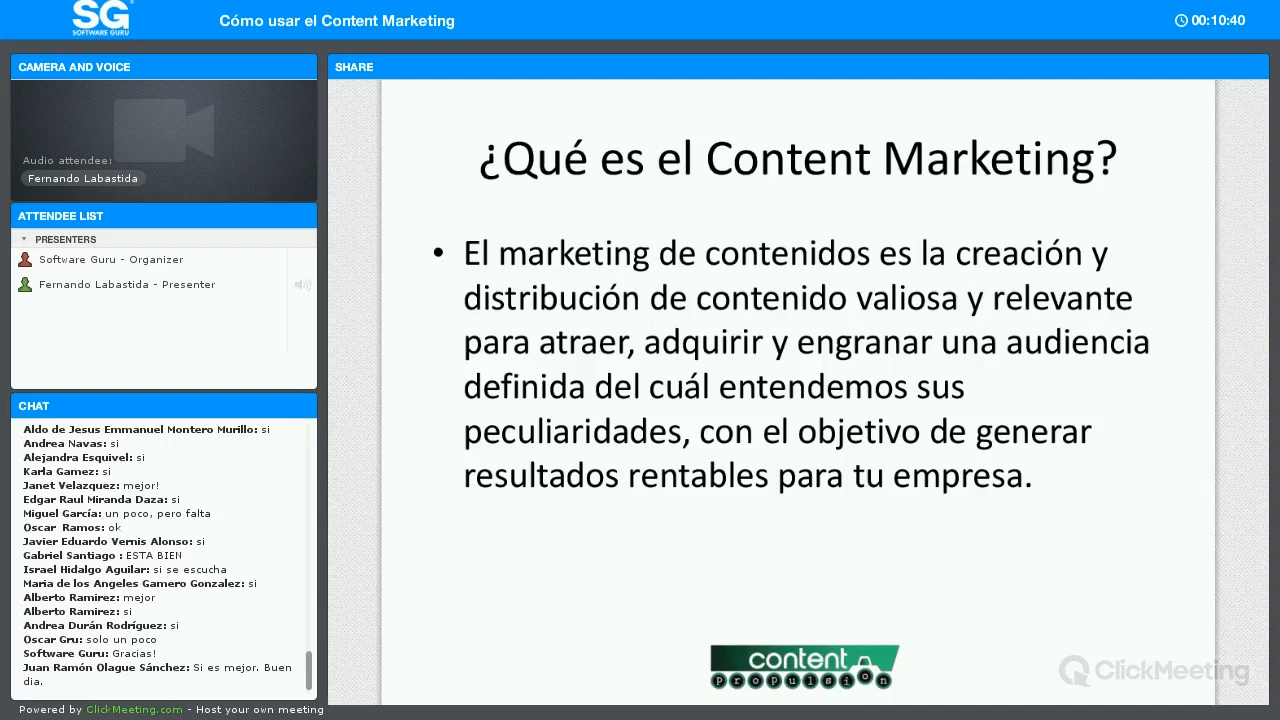 SG
SOFTWARE GURU
Cómo usar el Content Marketing
00:10:40
CAMERA AND VOICE
Audio attendee:
Fernando Labastida
ATTENDEE LIST
PRESENTERS
Software Guru - Organizer
Fernando Labastida - Presenter
CHAT
Aldo de Jesus Emmanuel Montero Murillo: si
Andrea Navas: si
Alejandra Esquivel: si
Karla Gamez: si
Janet Velazquez: mejor!
Edgar Raul Miranda Daza: si
Miguel García: un poco, pero falta
Oscar Ramos: ok
Javier Eduardo Vernis Alonso: si
Gabriel Santiago : ESTA BIEN
Israel Hidalgo Aguilar: si se escucha
Maria de los Angeles Gamero Gonzalez: si
Alberto Ramirez: mejor
Alberto Ramirez: si
Andrea Durán Rodríguez: si
Oscar Gru: solo un poco
Software Guru: Gracias!
Juan Ramón Olague Sánchez: Si es mejor. Buen
dia.
Powered by ClickMeeting.com - Host your own meeting
SHARE
¿Qué es el Content Marketing?
• El marketing de contenidos es la creación y
distribución de contenido valiosa y relevante
para atraer, adquirir y engranar una audiencia
definida del cuál entendemos sus
peculiaridades, con el objetivo de generar
resultados rentables para tu empresa.
content
propulsion
ClickMeeting